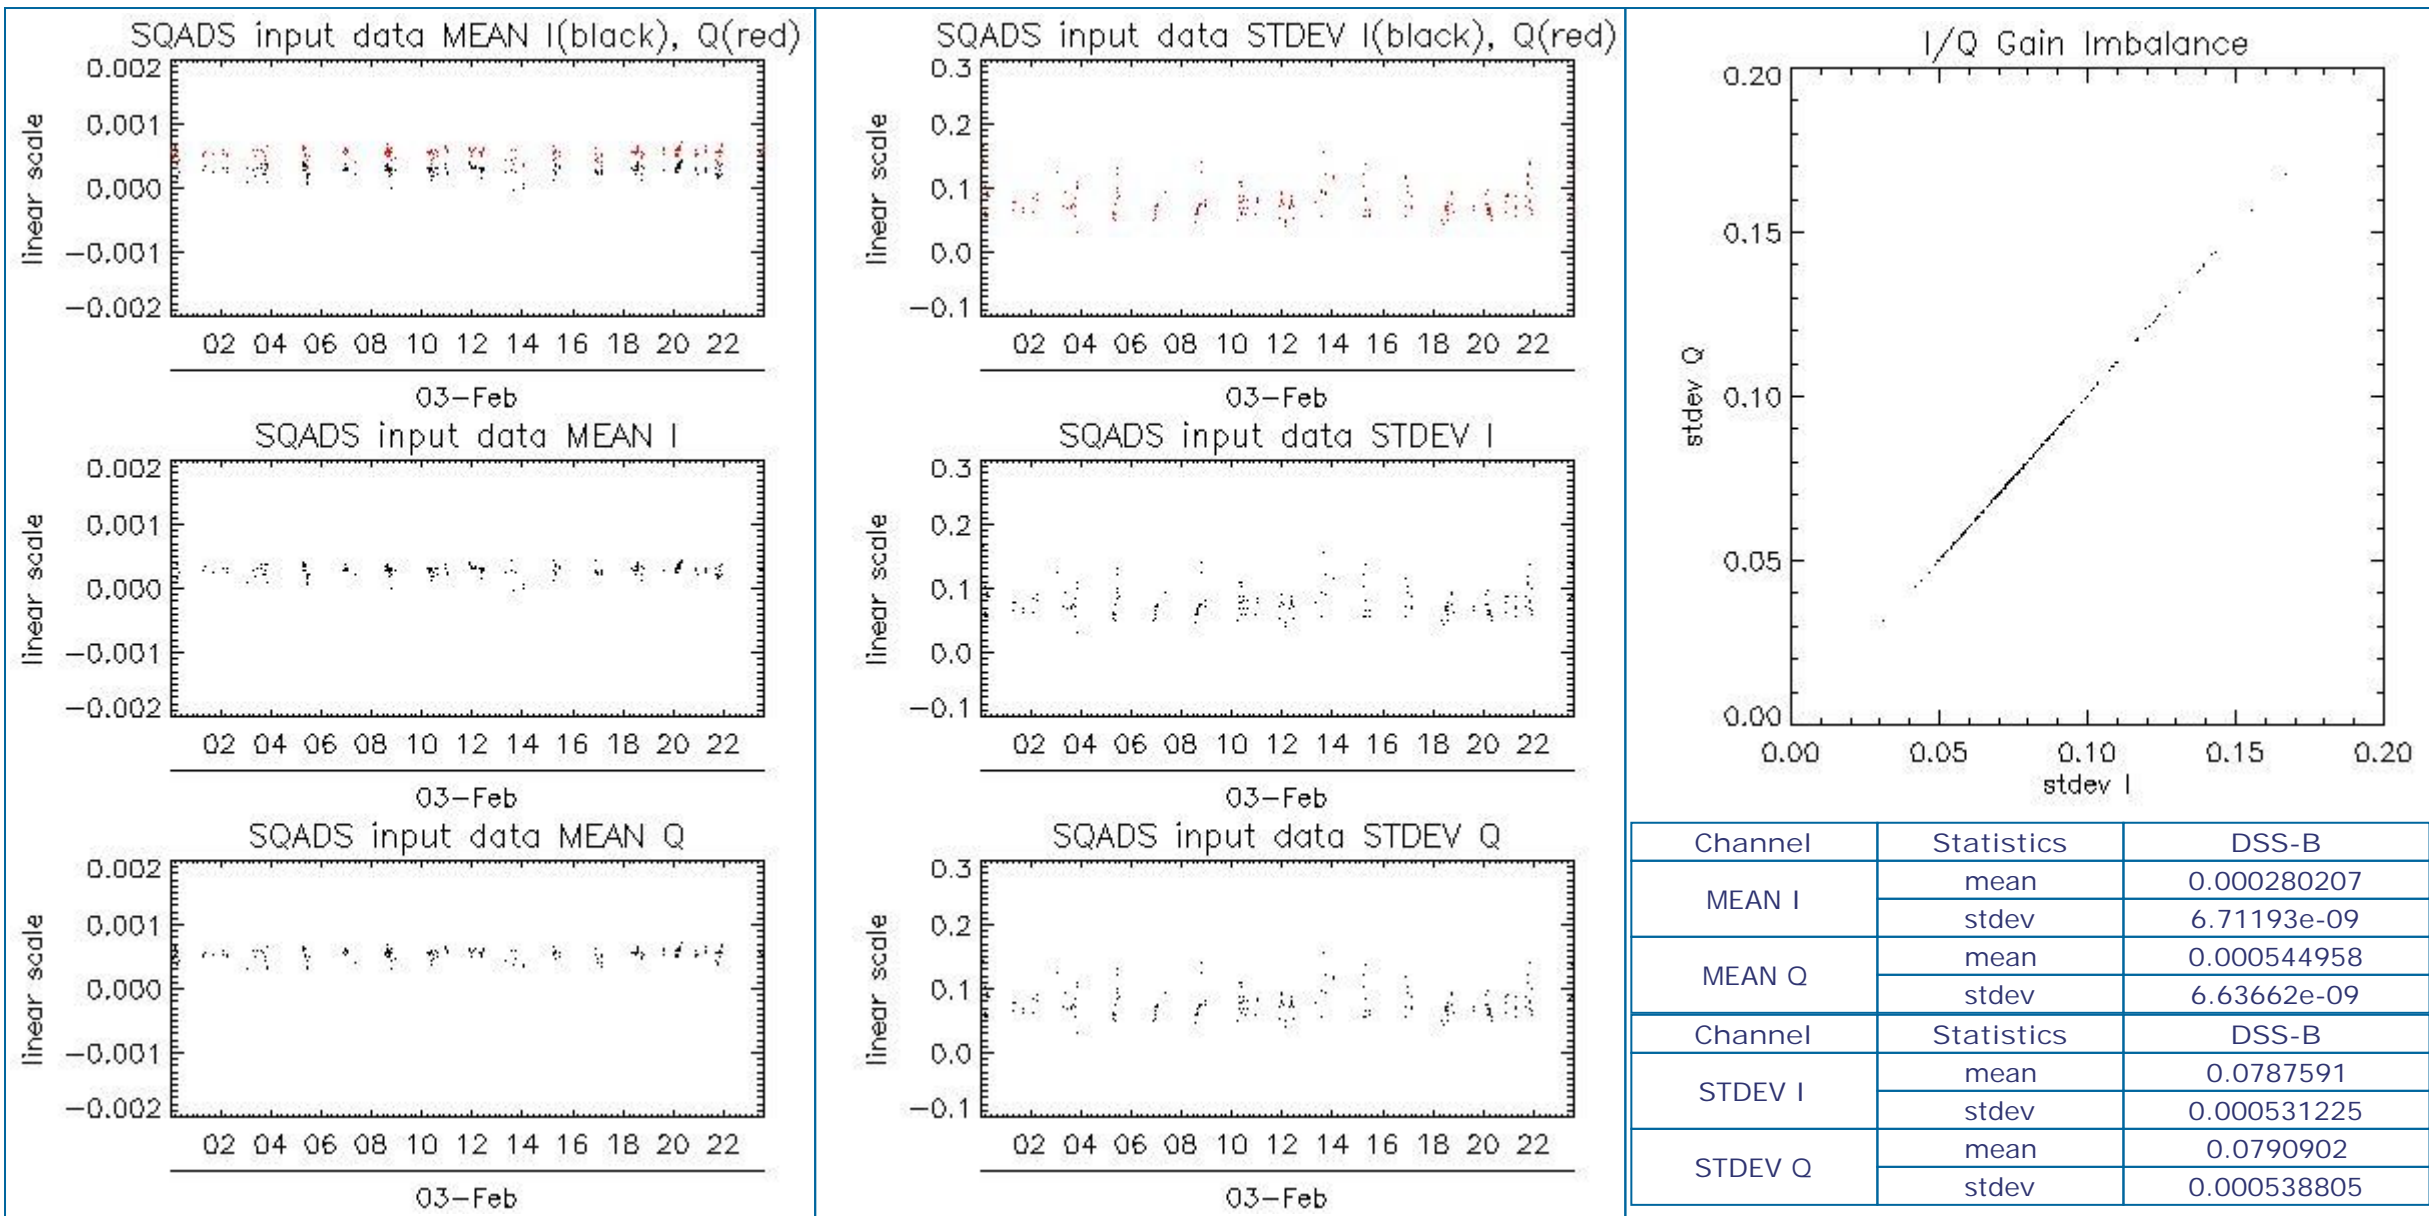 SQADS input data MEAN I(black), Q(red)
linear scale
0.002
0.001
0.000
-0.001
-0.002
02 04 06 08 10 12 14 16 18 20 22
03-Feb
SQADS input data MEAN I
linear scale
0.002
0.001
0.000
-0.001
-0.002
02 04 06 08 10 12 14 16 18 20 22
03-Feb
SQADS input data MEAN Q
linear scale
0.002
0.001
0.000
-0.001
-0.002
02 04 06 08 10 12 14 16 18 20 22
03-Feb
SQADS input data STDEV I(black), Q(red)
linear scale
0.3
0.2
0.1
0.0
-0.1
02 04 06 08 10 12 14 16 18 20 22
03-Feb
SQADS input data STDEV I
linear scale
0.3
0.2
0.1
0.0
-0.1
02 04 06 08 10 12 14 16 18 20 22
03-Feb
SQADS input data STDEV Q
linear scale
0.3
0.2
0.1
0.0
-0.1
02 04 06 08 10 12 14 16 18 20 22
03-Feb
I/Q Gain Imbalance
stdev Q
0.20
0.15
0.10
0.05
0.00
0.00 0.05 0.10 0.15 0.20
stdev I
Channel Statistics DSS-B
MEAN I mean 0.000280207
stdev 6.71193e-09
MEAN Q mean 0.000544958
stdev 6.63662e-09
Channel Statistics DSS-B
STDEV I mean 0.0787591
stdev 0.000531225
STDEV Q mean 0.0790902
stdev 0.000538805